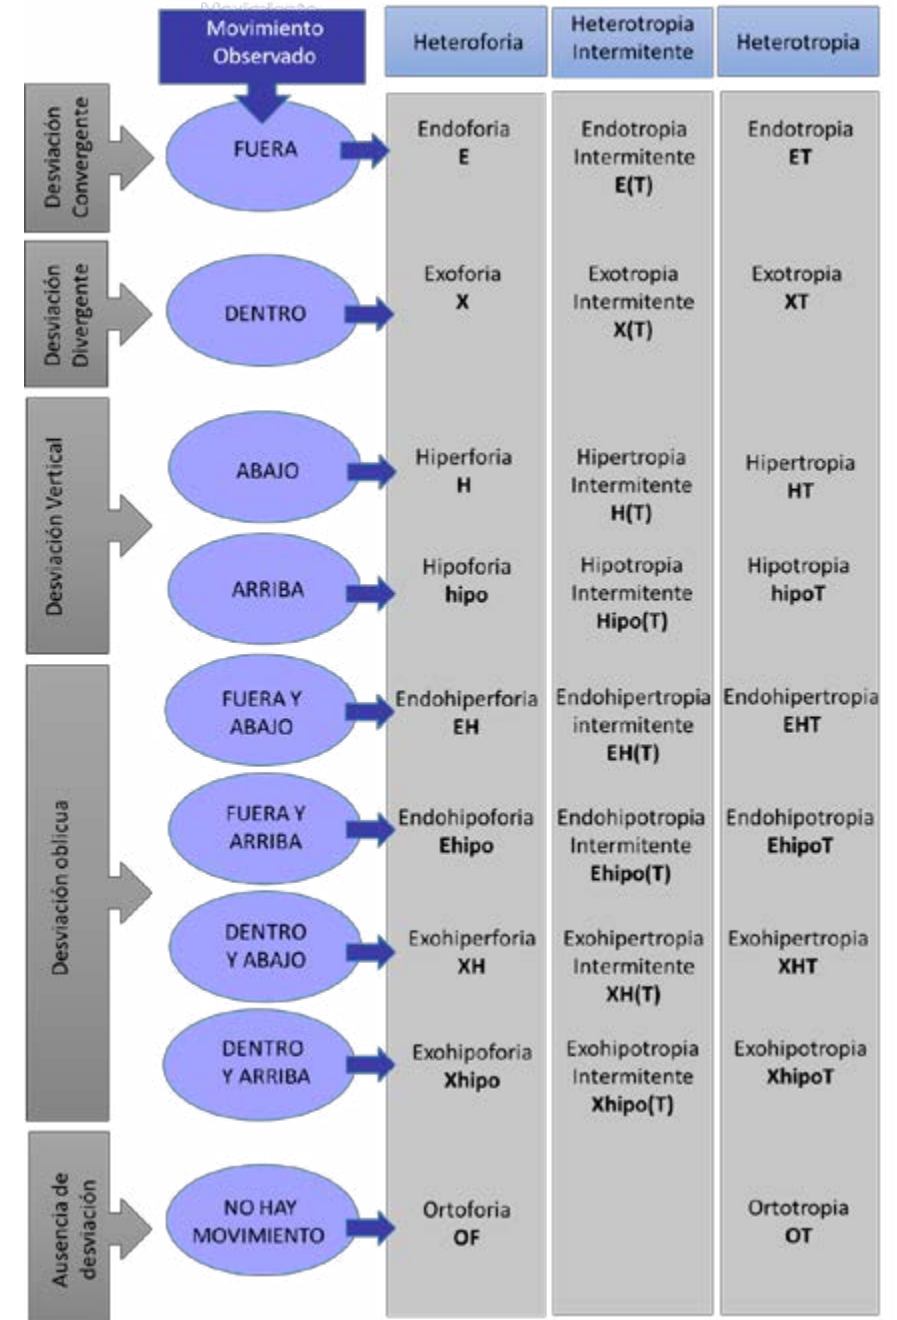 Movimiento
Movimiento
Observado
Heteroforia
Heterotropia
Intermitente
Heterotropia
Desviación
Convergente
FUERA
Endoforia
E
Endotropia
Intermitente
E(T)
Endotropia
ET
Desviación
Divergente
DENTRO
Exoforia
X
Exotropia
Intermitente
X(T)
Exotropia
XT
Desviación Vertical
ABAJO
Hiperforia
H
Hipertropia
Intermitente
H(T)
Hipertropia
HT
ARRIBA
Hipoforia
hipo
Hipotropia
Intermitente
Hipo(T)
Hipotropia
hipoT
Desviación oblicua
FUERA Y
ABAJO
Endohiperforia
EH
Endohipertropia
intermitente
EH(T)
Endohipertropia
EHT
FUERA Y
ARRIBA
Endohipoforia
Ehipo
Endohipotropia
Intermitente
Ehipo(T)
Endohipotropia
EhipoT
DENTRO
Y ABAJO
Exohiperforia
XH
Exohipertropia
Intermitente
XH(T)
Exohipertropia
XHT
DENTRO
Y ARRIBA
Exohipoforia
Xhipo
Exohipotropia
Intermitente
Xhipo(T)
Exohipotropia
XhipoT
Ausencia de
desviación
NO HAY
MOVIMIENTO
Ortoforia
OF
Ortotropia
OT